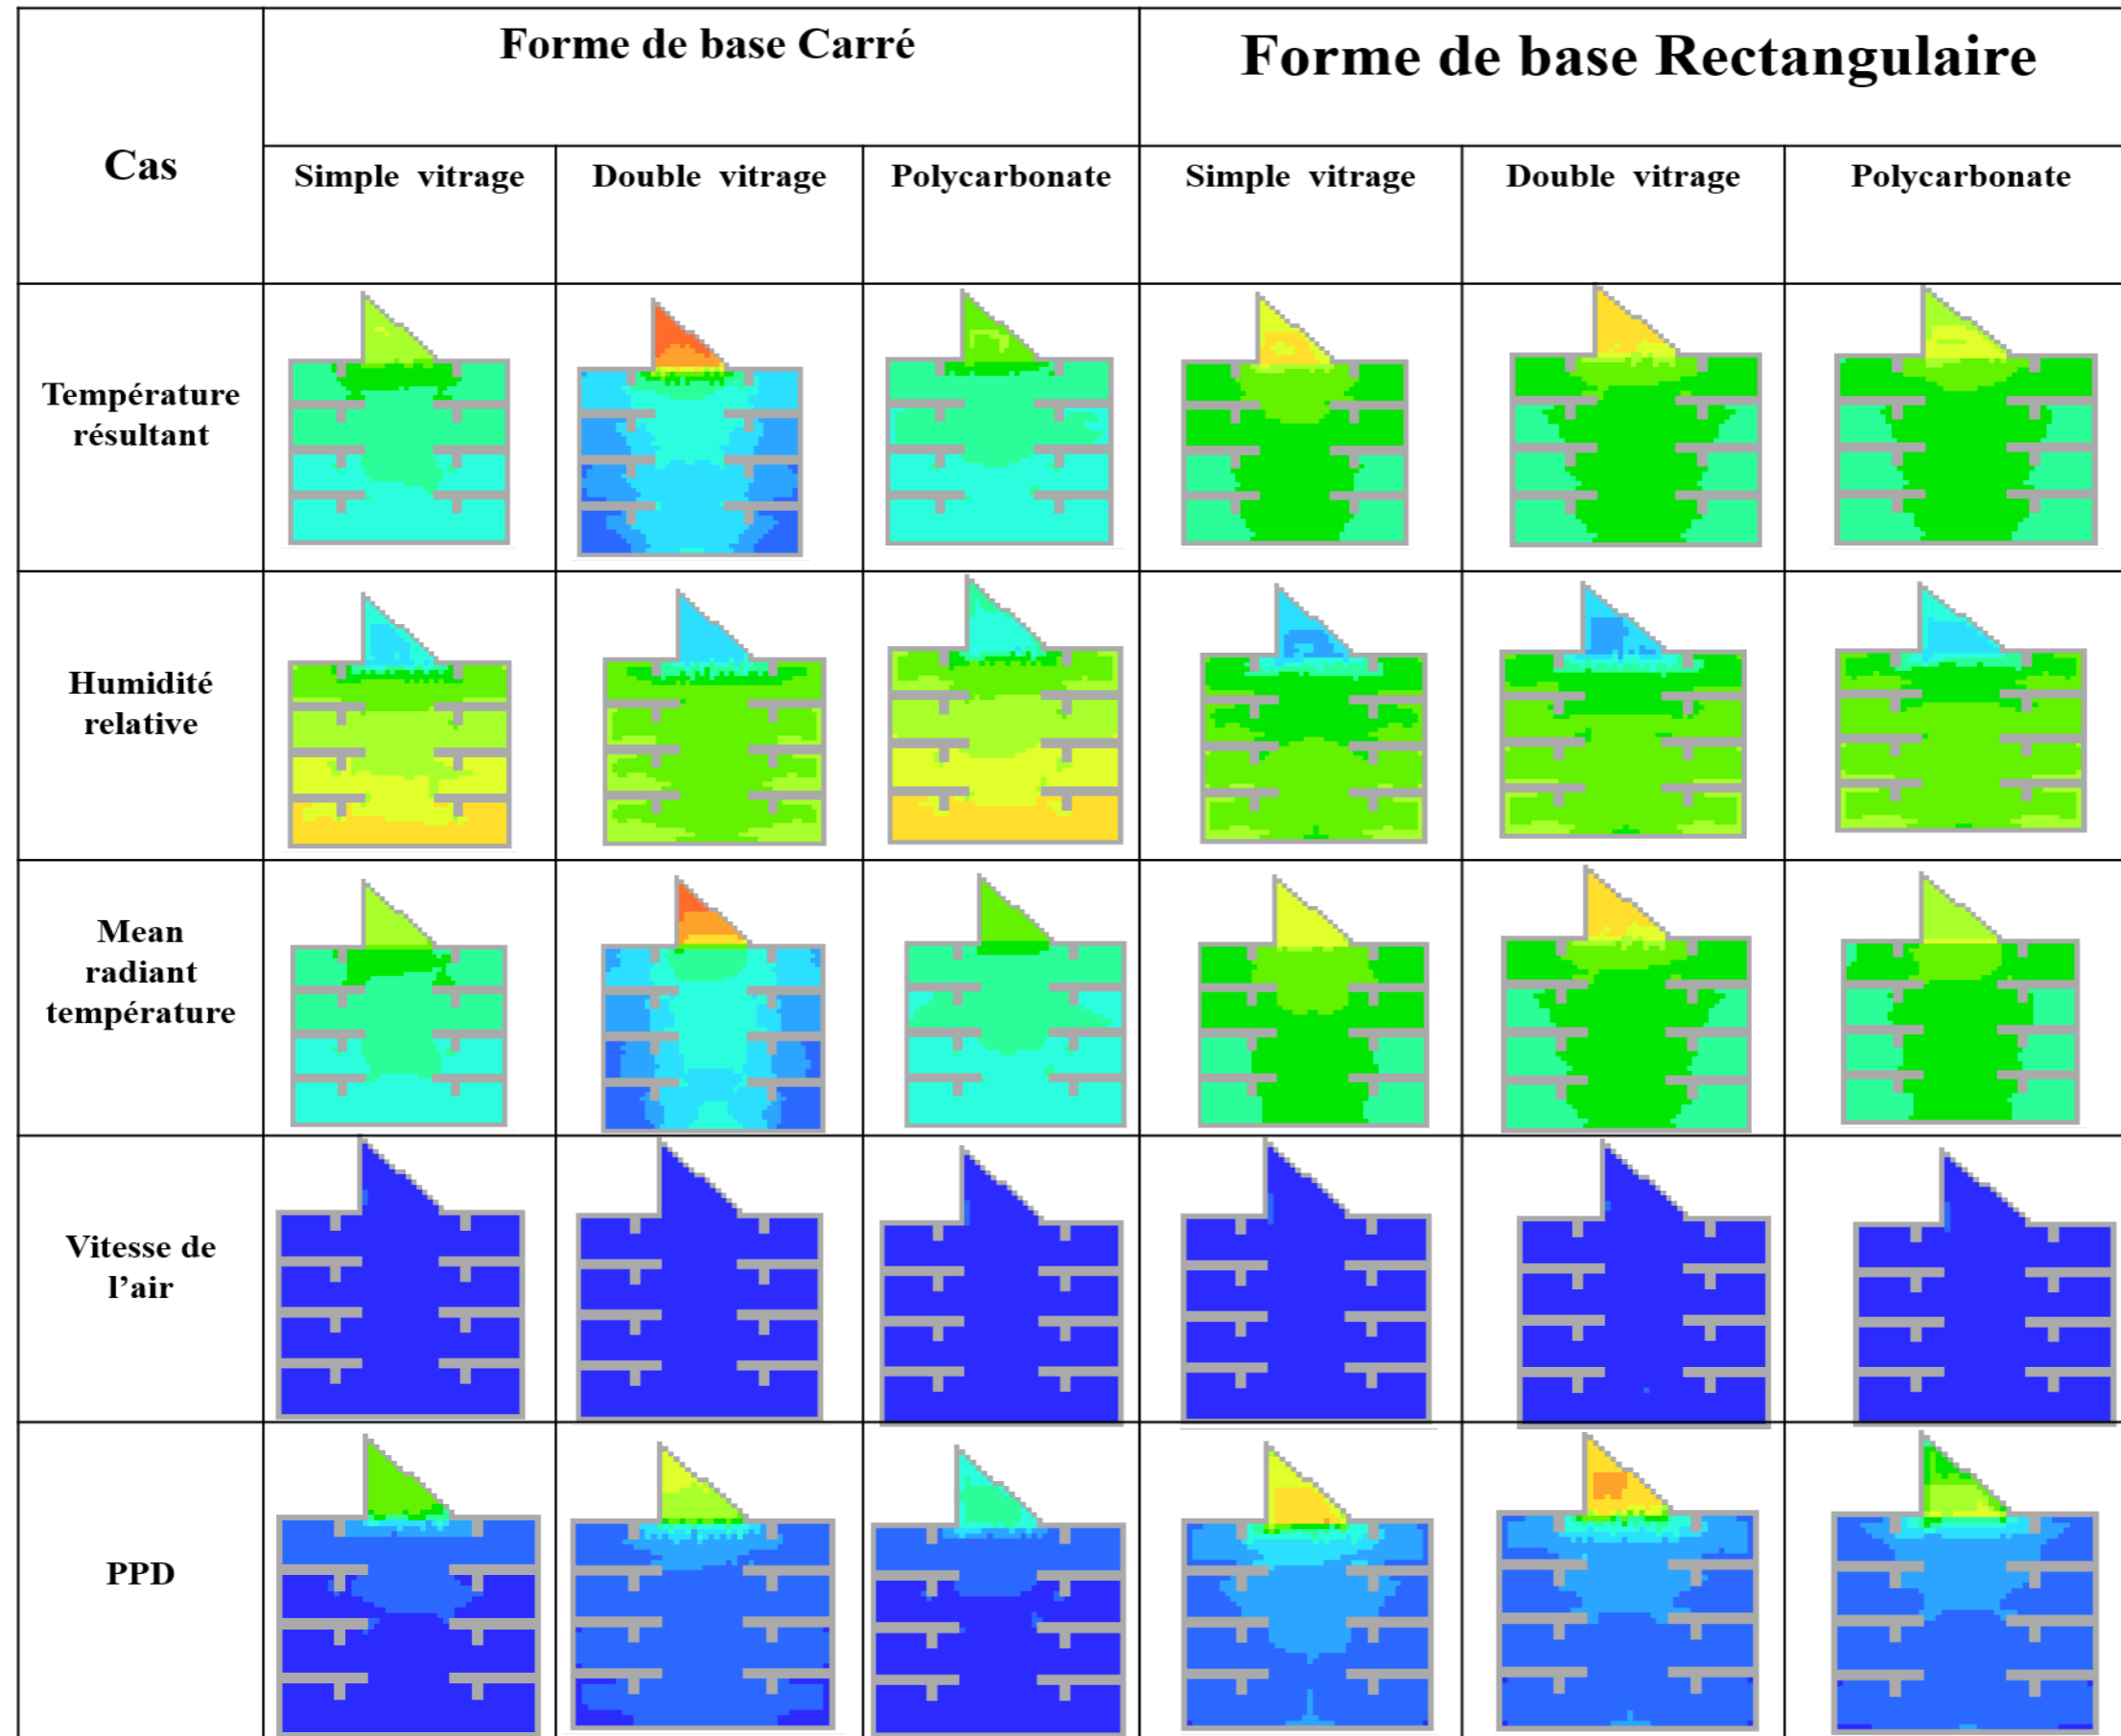 Forme de base Carré
Forme de base Rectangulaire
Cas
Simple vitrage
Double vitrage
Polycarbonate
Simple vitrage
Double vitrage
Polycarbonate
Température
résultant
Humidité
relative
Mean
radiant
température
Vitesse de
l’air
PPD